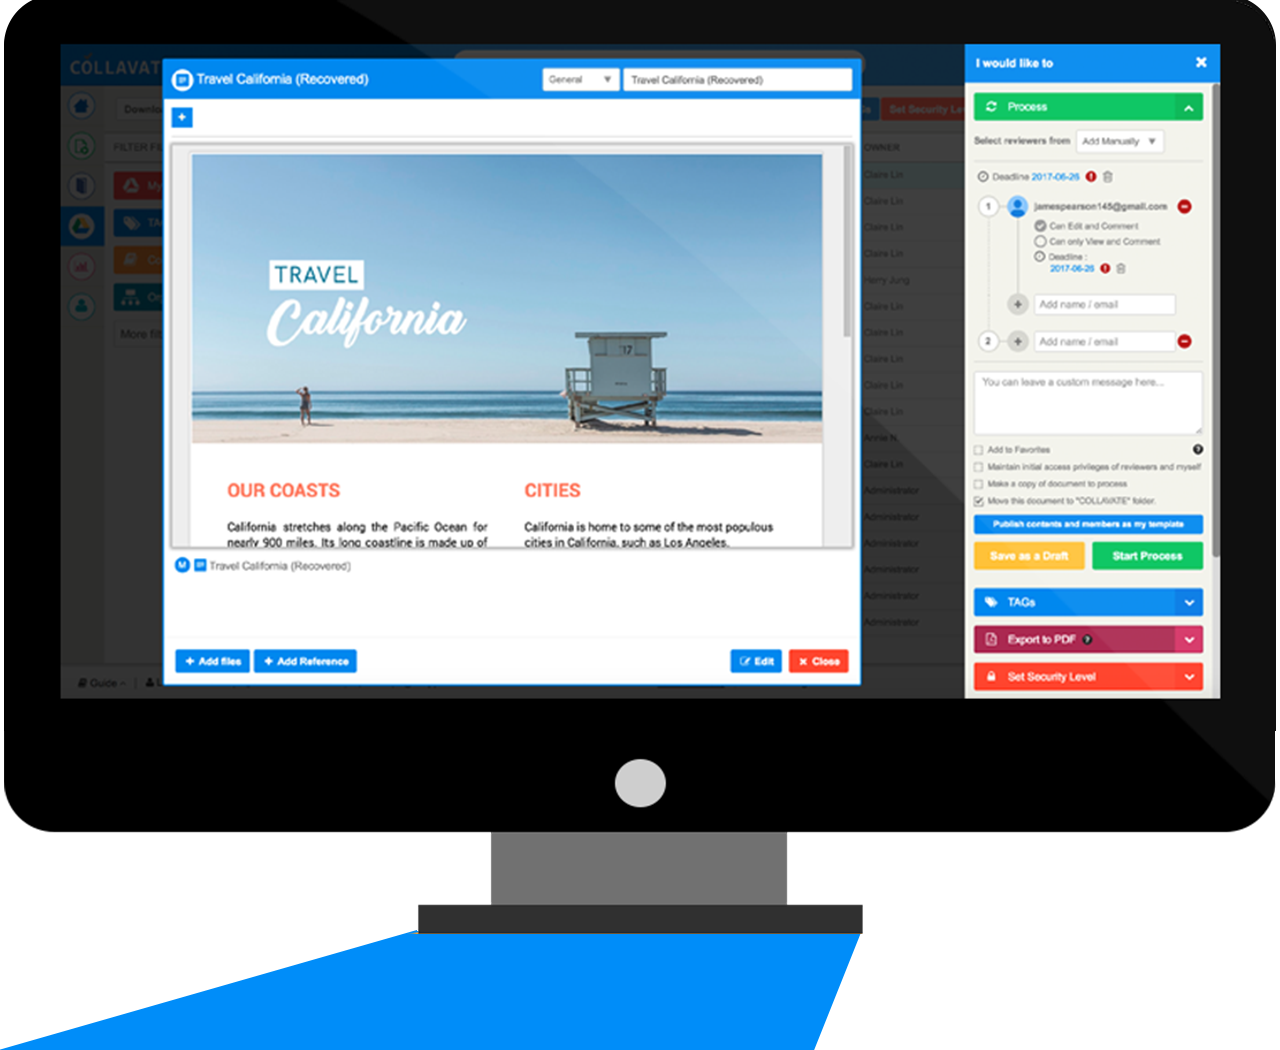 COLLAVAT
Travel California (Recovered)
General
Travel California (Recovered)
I would like to
Process
Select reviewers from
Add Manually
Deadline 2017-06-26
1
jamespearson145@gmail.com
Can Edit and Comment
Can only View and Comment
Deadline :
2017-06-26
Add name / email
2
Add name / email
You can leave a custom message here...
Add to Favorites
Maintain initial access privileges of reviewers and myself
Make a copy of document to process
Move this document to "COLLAVATE" folder.
Publish contents and members as my template
Save as a Draft
Start Process
TAGs
Export to PDF
Set Security Level
Downlo
FILTER FI
My
TA
Co
Or
More filt
Set Security Le
OWNER
Claire Lin
Claire Lin
Claire Lin
Claire Lin
Harry Jung
Claire Lin
Claire Lin
Claire Lin
Claire Lin
Claire Lin
Annie N
Claire Lin
Administrator
Administrator
Administrator
Administrator
Administrator
Administrator
TRAVEL
California
17
OUR COASTS
California stretches along the Pacific Ocean for
nearly 900 miles. Its long coastline is made up of
CITIES
California is home to some of the most populous
cities in California, such as Los Angeles,
M
Travel California (Recovered)
+ Add files
+ Add Reference
Edit
Close
Guide